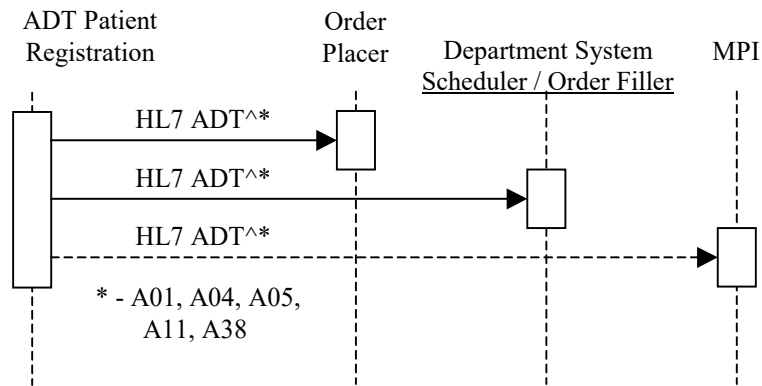 ADT Patient
Registration
Order
Placer
Department System
Scheduler / Order Filler
MPI
HL7 ADT^*
HL7 ADT^*
HL7 ADT^*
* - A01, A04, A05,
A11, A38